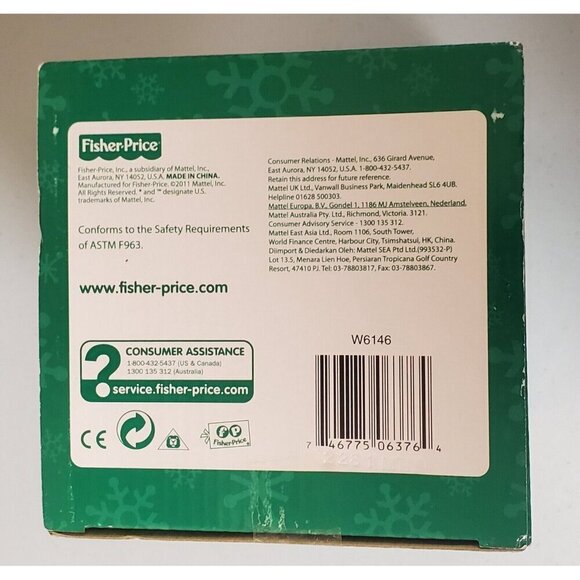 Fisher-Price
Fisher-Price, Inc., a subsidiary of Mattel, Inc.,
East Aurora, NY 14052, U.S.A. MADE IN CHINA.
Manufactured for Fisher-Price. ©2011 Mattel, Inc.
All Rights Reserved. ® and ™ designate U.S.
trademarks of Mattel, Inc.
Conforms to the Safety Requirements
of ASTM F963.
www.fisher-price.com
Consumer Relations - Mattel, Inc., 636 Girard Avenue,
East Aurora, NY 14052, U.S.A. 1-800-432-5437.
Retain this address for future reference.
Mattel UK Ltd., Vanwall Business Park, Maidenhead SL6 4UB.
Helpline 01628 500303.
Mattel Europa, B.V., Gondel 1, 1186 MJ Amstelveen, Nederland.
Mattel Australia Pty. Ltd., Richmond, Victoria. 3121.
Consumer Advisory Service - 1300 135 312.
Mattel East Asia Ltd., Room 1106, South Tower,
World Finance Centre, Harbour City, Tsimshatsui, HK, China.
Diimport & Diedarkan Oleh: Mattel SEA Ptd Ltd.(993532-P)
Lot 13.5, Menara Lien Hoe, Persiaran Tropicana Golf Country
Resort, 47410 PJ. Tel: 03-78803817, Fax: 03-78803867.
? CONSUMER ASSISTANCE
1-800-432-5437 (US & Canada)
1300 135 312 (Australia)
service.fisher-price.com
CE
FP
Fisher-Price
W6146
7 46775 06376 4